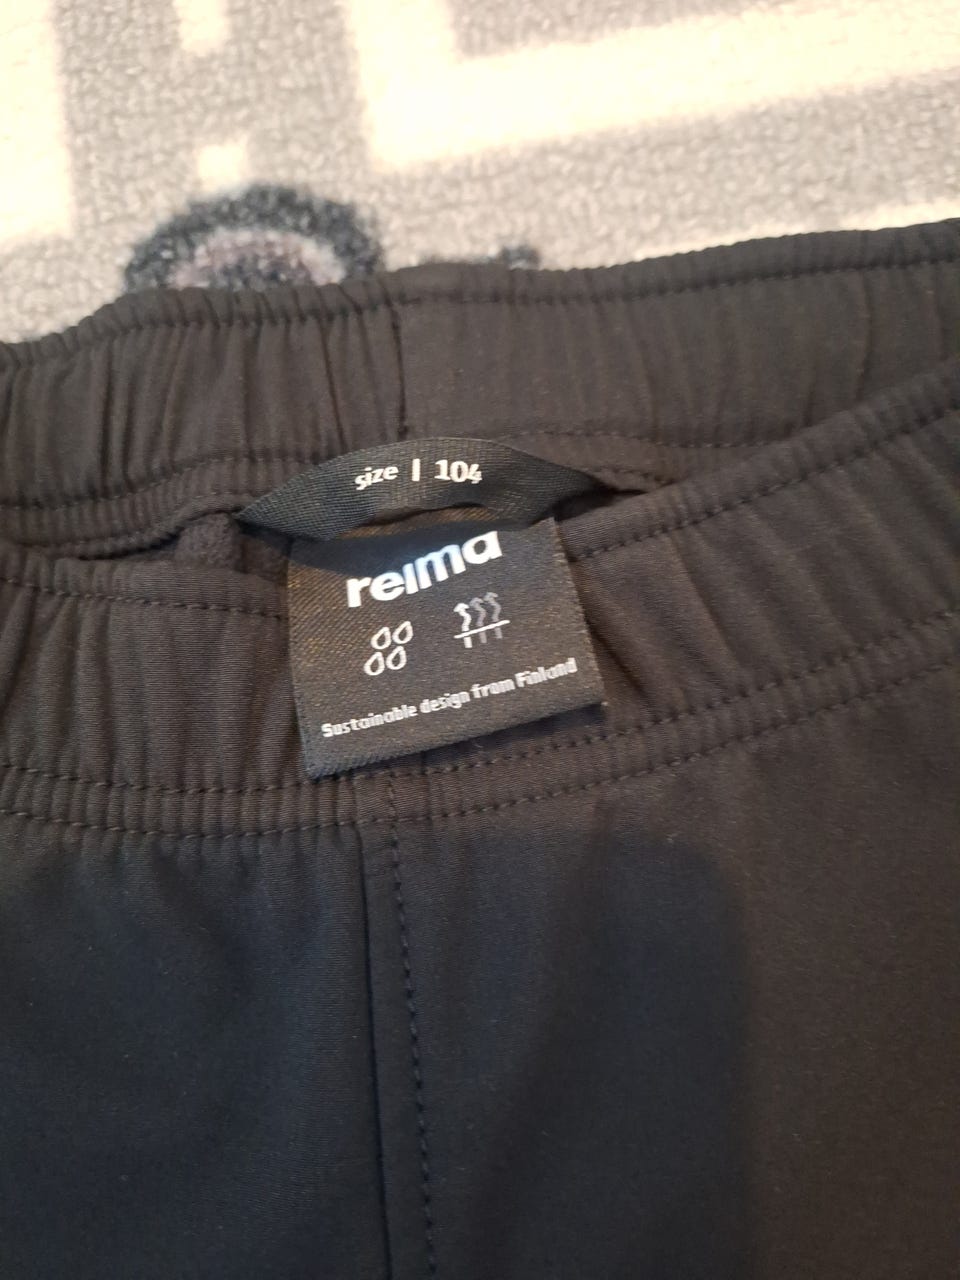 size | 104
reima
Sustainable design from Finland